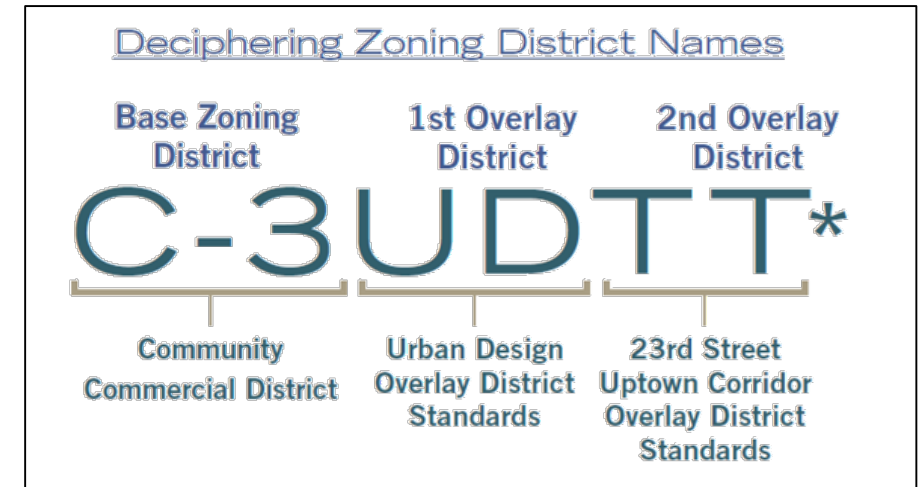 Deciphering Zoning District Names
Base Zoning
District
1st Overlay
District
2nd Overlay
District
C-3UDTT*
Community
Commercial District
Urban Design
Overlay District
Standards
23rd Street
Uptown Corridor
Overlay District
Standards